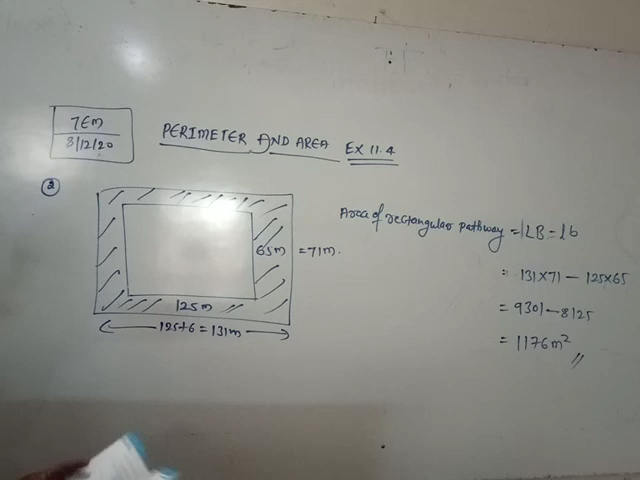 7EM
8/12/20
PERIMETER AND AREA EX 11.4
2
65m
=71m.
125m
125+6=131m
Area of rectangular pathway = LB - lb
= 131×71 - 125×65
= 9301 - 8125
= 1176m²